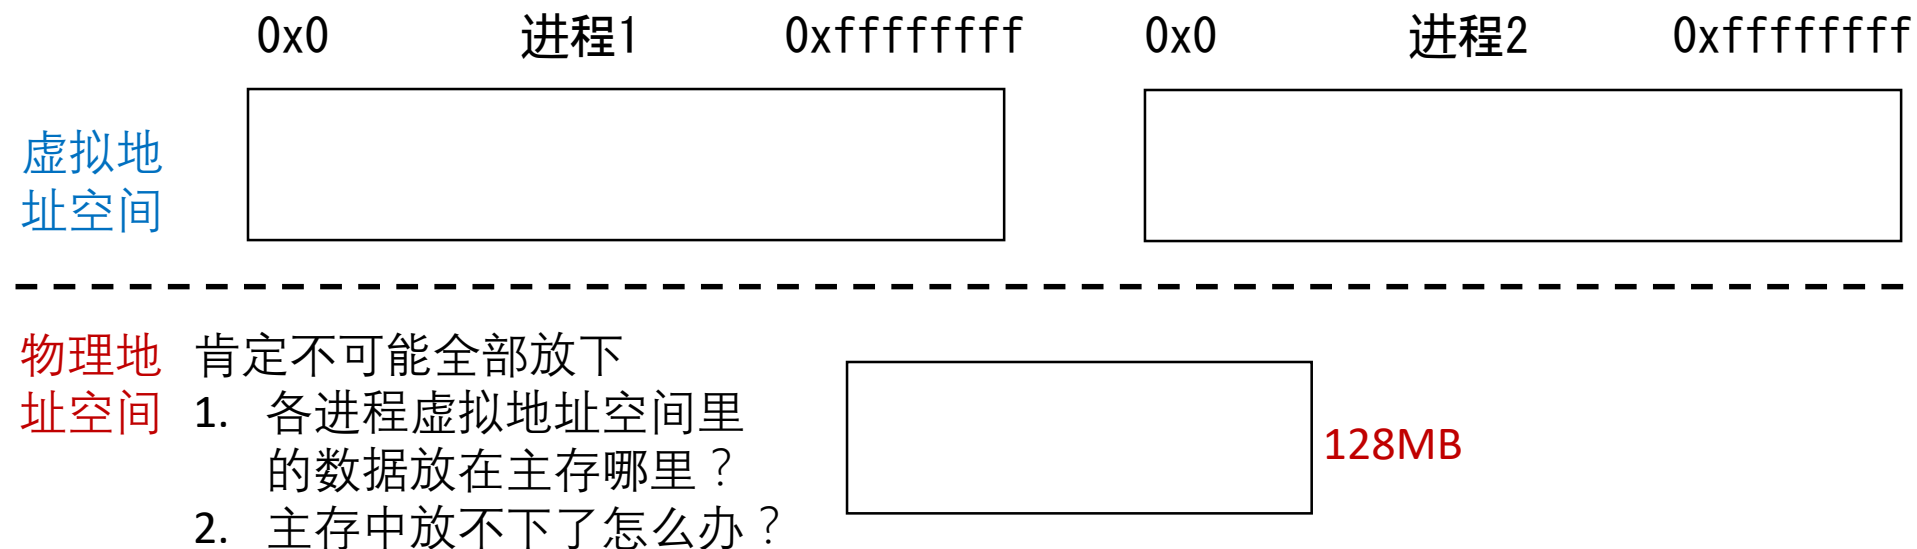 0x0 进程1 0xffffffff 0x0 进程2 0xffffffff
虚拟地
址空间
物理地
址空间
肯定不可能全部放下
1. 各进程虚拟地址空间里
的数据放在主存哪里？
2. 主存中放不下了怎么办？
128MB